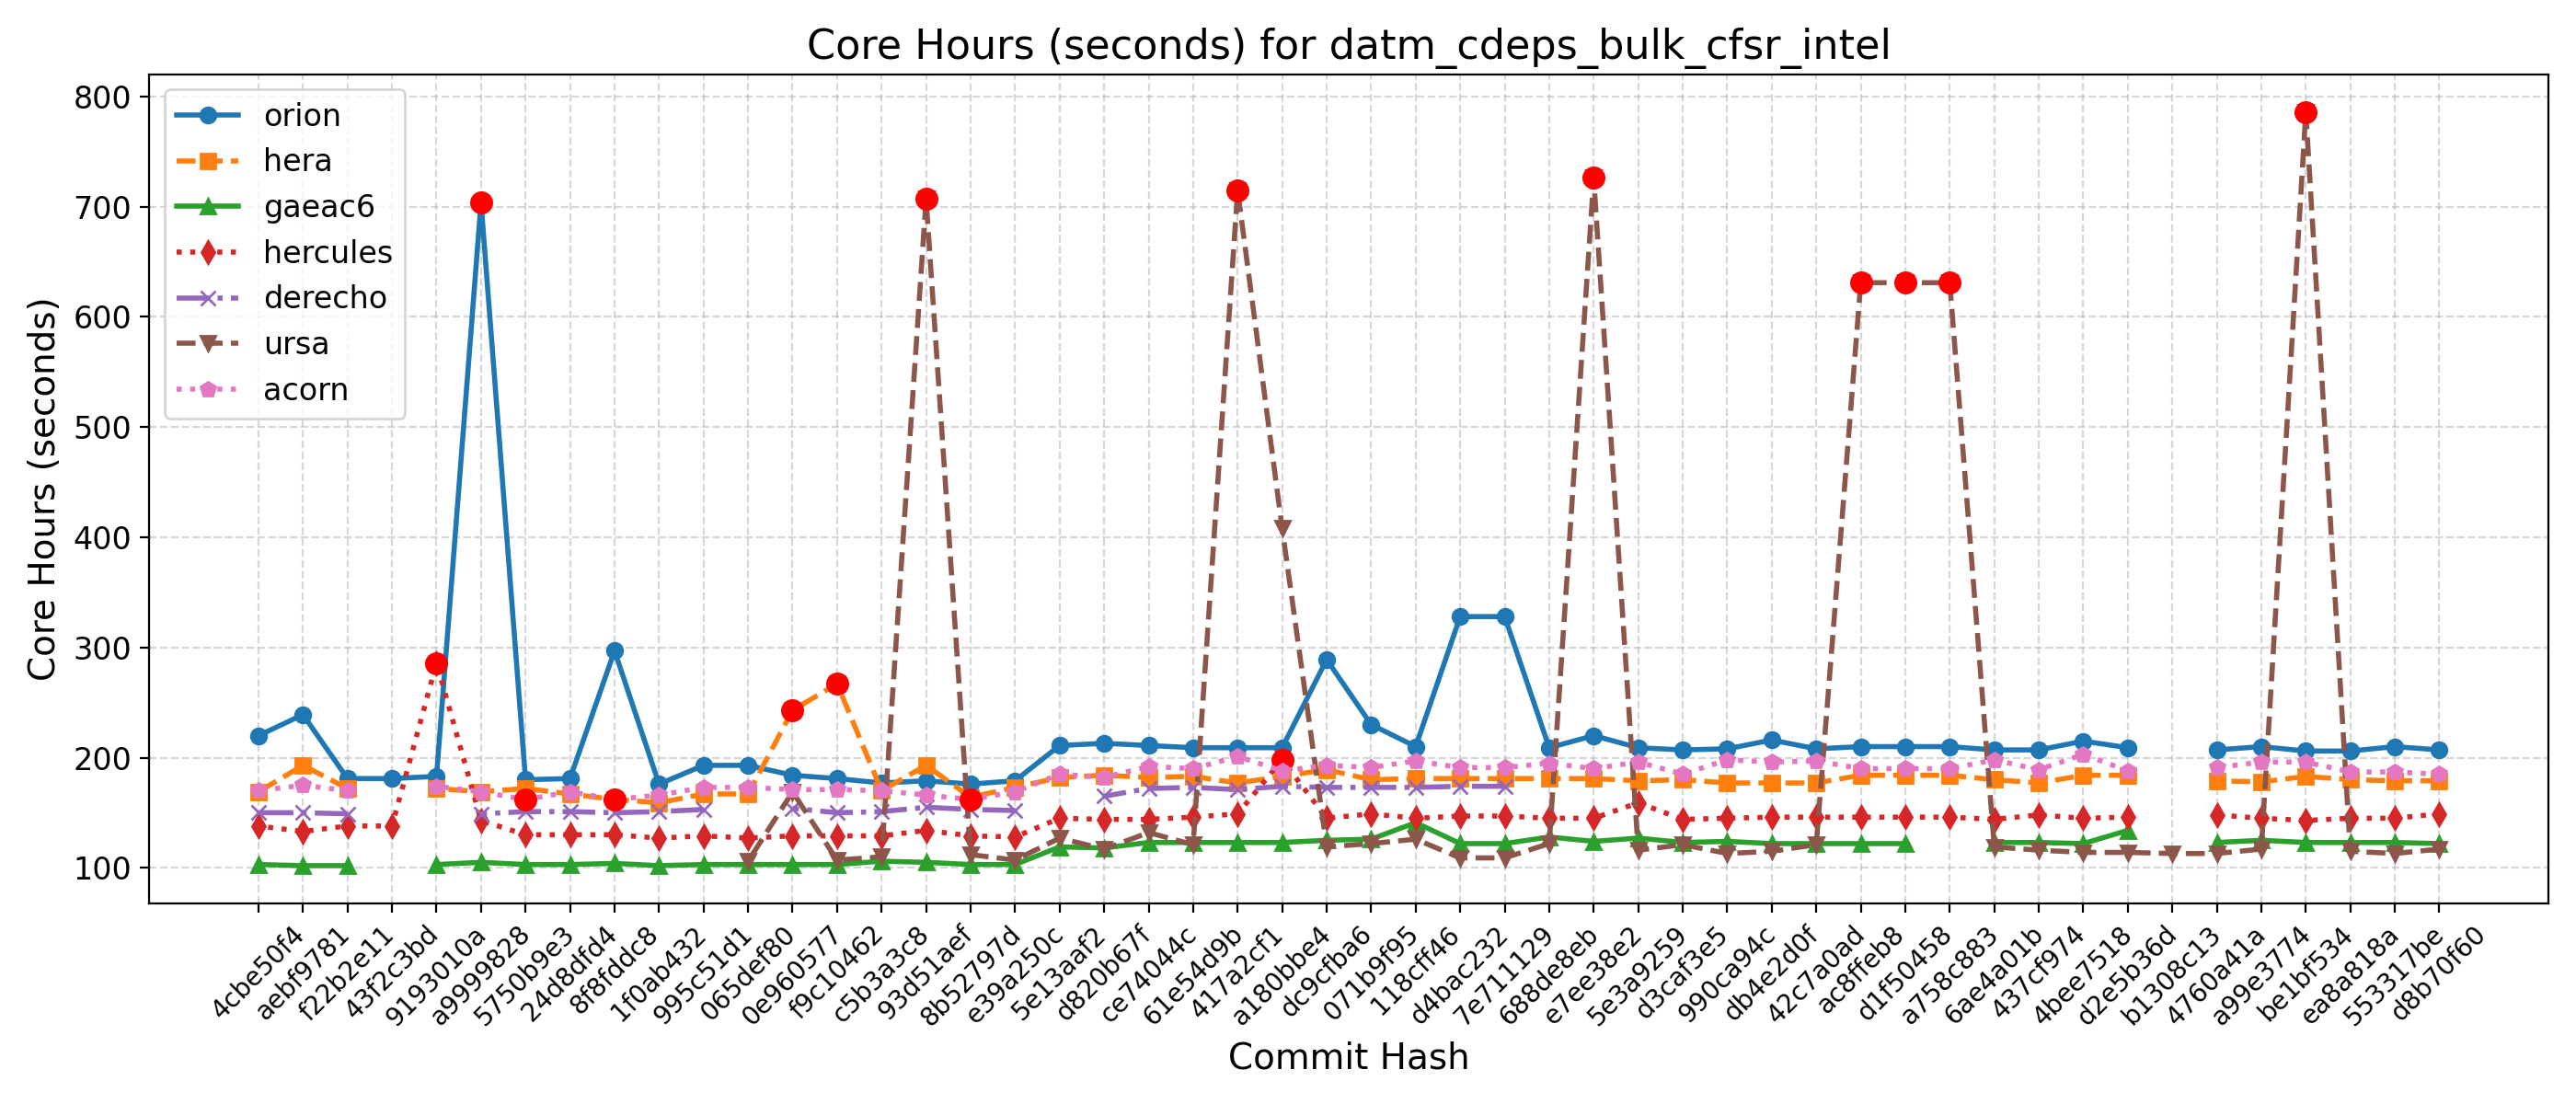 Core Hours (seconds) for datm_cdeps_bulk_cfsr_intel
Core Hours (seconds)
800
700
600
500
400
300
200
100
orion
hera
gaeac6
hercules
derecho
ursa
acorn
4cbe50f4
aebf9781
f22b2e11
43f2c3bd
9193010a
a9999828
5750b9e3
24d8dfd4
8f8fddc8
1f0ab432
995c51d1
065def80
0e960577
f9c10462
c5b3a3c8
93d51aef
8b52797d
e39a250c
5e13aaf2
d820b67f
ce74044c
61e54d9b
417a2cf1
a180bbe4
dc9cfba6
071b9f95
118cff46
d4bac232
7e711129
688de8eb
e7ee38e2
5e3a9259
d3caf3e5
990ca94c
db4e2d0f
42c7a0ad
ac8ffeb8
d1f50458
a758c883
6ae4a01b
437cf974
4bee7518
d2e5b36d
b1308c13
4760a41a
a99e3774
be1bf534
ea8a818a
553317be
d8b70f60
Commit Hash